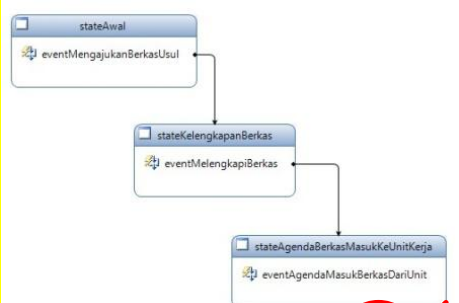 stateAwal
eventMengajukanBerkasUsul
stateKelengkapanBerkas
eventMelengkapiBerkas
stateAgendaBerkasMasukKeUnitKerja
eventAgendaMasukBerkasDariUnit